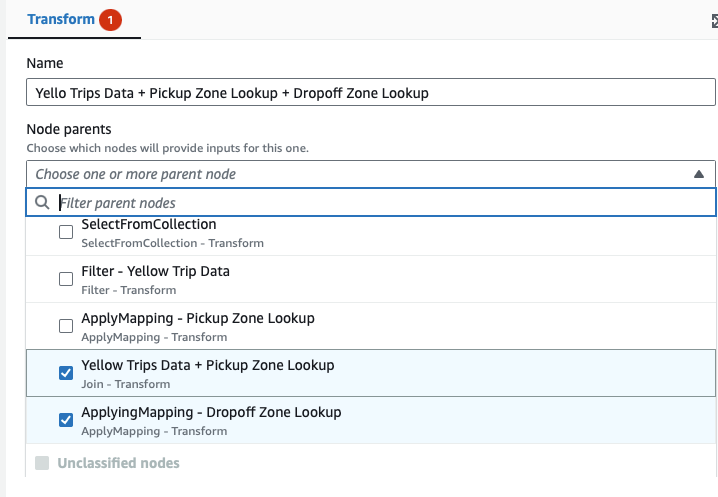 Transform 1
Name
Yello Trips Data + Pickup Zone Lookup + Dropoff Zone Lookup
Node parents
Choose which nodes will provide inputs for this one.
Choose one or more parent node
Filter parent nodes
SelectFromCollection
SelectFromCollection - Transform
Filter - Yellow Trip Data
Filter - Transform
ApplyMapping - Pickup Zone Lookup
ApplyMapping - Transform
Yellow Trips Data + Pickup Zone Lookup
Join - Transform
ApplyingMapping - Dropoff Zone Lookup
ApplyMapping - Transform
Unclassified nodes